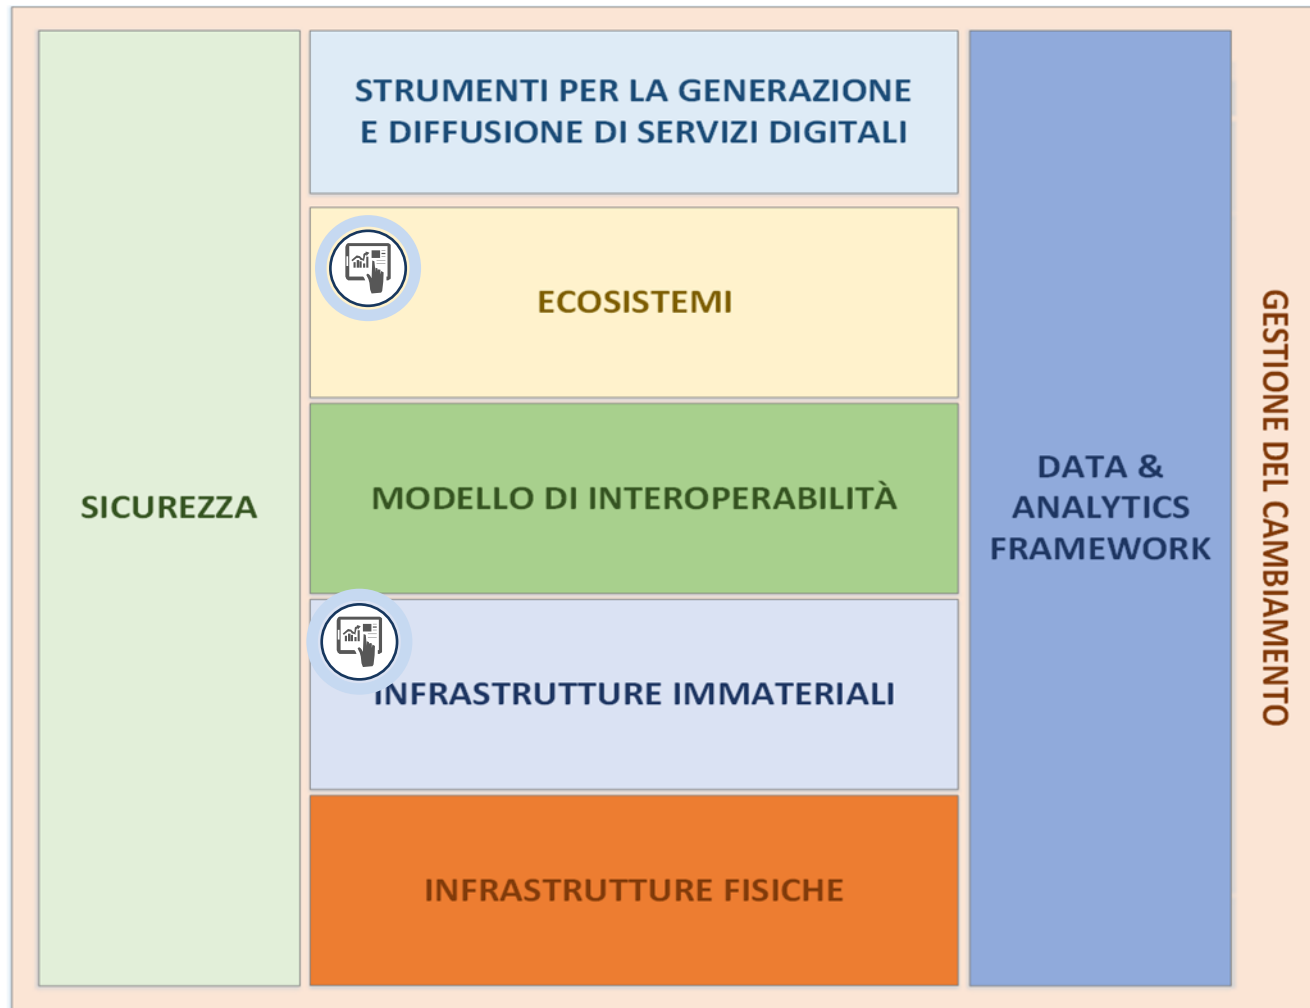 STRUMENTI PER LA GENERAZIONE
E DIFFUSIONE DI SERVIZI DIGITALI
ECOSISTEMI
SICUREZZA
MODELLO DI INTEROPERABILITÀ
DATA &
ANALYTICS
FRAMEWORK
GESTIONE DEL CAMBIAMENTO
INFRASTRUTTURE IMMATERIALI
INFRASTRUTTURE FISICHE